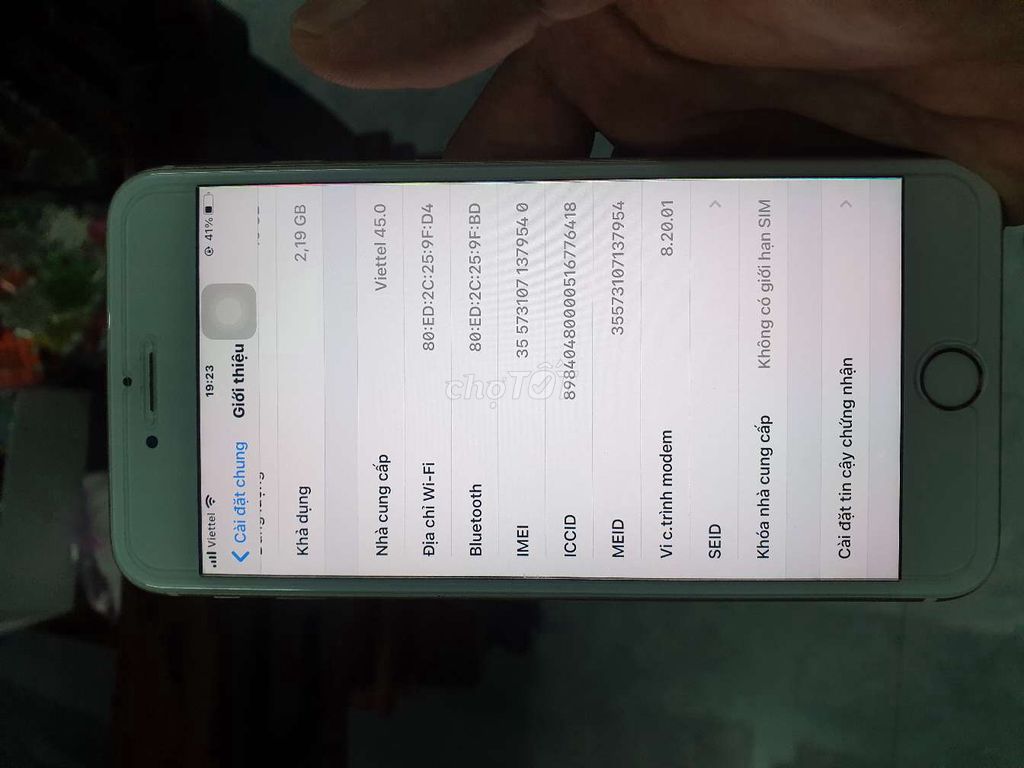 Viettel 19:23 41%
Cài đặt chung Giới thiệu
Khả dụng 2,19 GB
Nhà cung cấp Viettel 45.0
Địa chỉ Wi-Fi 80:ED:2C:25:9F:D4
Bluetooth 80:ED:2C:25:9F:BD
IMEI 35 573107 137954 0
ICCID 89840480000516776418
MEID 35573107137954
Vi c.trình modem 8.20.01
SEID
Khóa nhà cung cấp Không có giới hạn SIM
Cài đặt tin cậy chứng nhận
chợTỐT